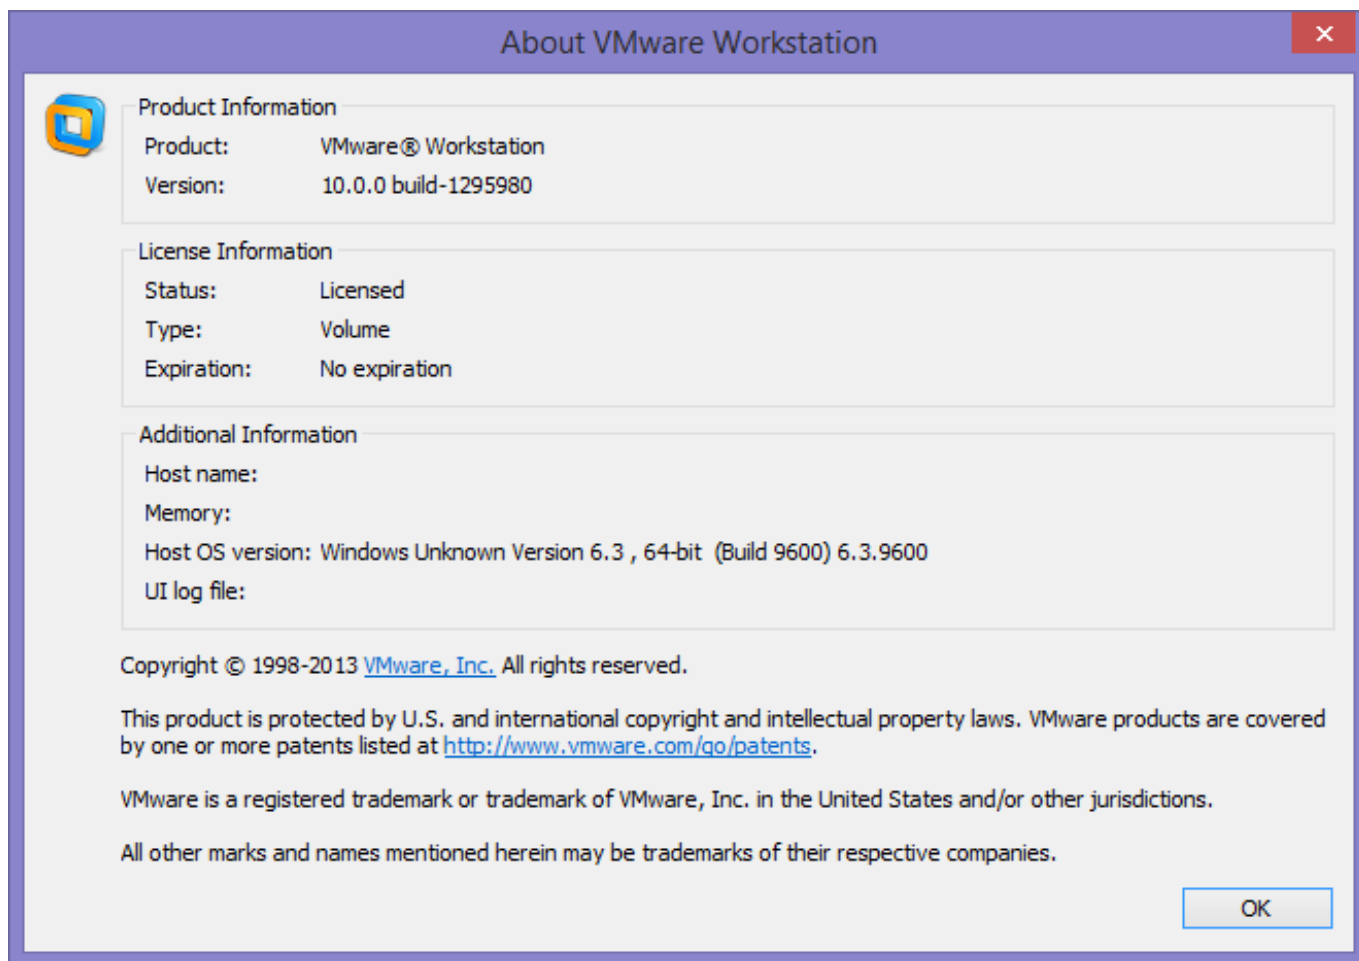 About VMware Workstation
Product Information
Product: VMware® Workstation
Version: 10.0.0 build-1295980
License Information
Status: Licensed
Type: Volume
Expiration: No expiration
Additional Information
Host name:
Memory:
Host OS version: Windows Unknown Version 6.3 , 64-bit  (Build 9600) 6.3.9600
UI log file:
Copyright © 1998-2013 VMware, Inc. All rights reserved.
This product is protected by U.S. and international copyright and intellectual property laws. VMware products are covered
by one or more patents listed at http://www.vmware.com/go/patents.
VMware is a registered trademark or trademark of VMware, Inc. in the United States and/or other jurisdictions.
All other marks and names mentioned herein may be trademarks of their respective companies.
OK